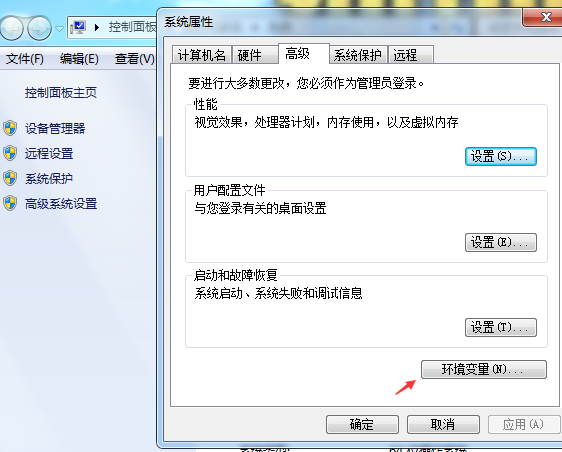 系统属性
控制面板
文件(F) 编辑(E) 查看(V)
控制面板主页
设备管理器
远程设置
系统保护
高级系统设置
计算机名 硬件 高级 系统保护 远程
要进行大多数更改，您必须作为管理员登录。
性能
视觉效果，处理器计划，内存使用，以及虚拟内存
设置(S)...
用户配置文件
与您登录有关的桌面设置
设置(E)...
启动和故障恢复
系统启动、系统失败和调试信息
设置(T)...
环境变量(N)...
确定 取消 应用(A)